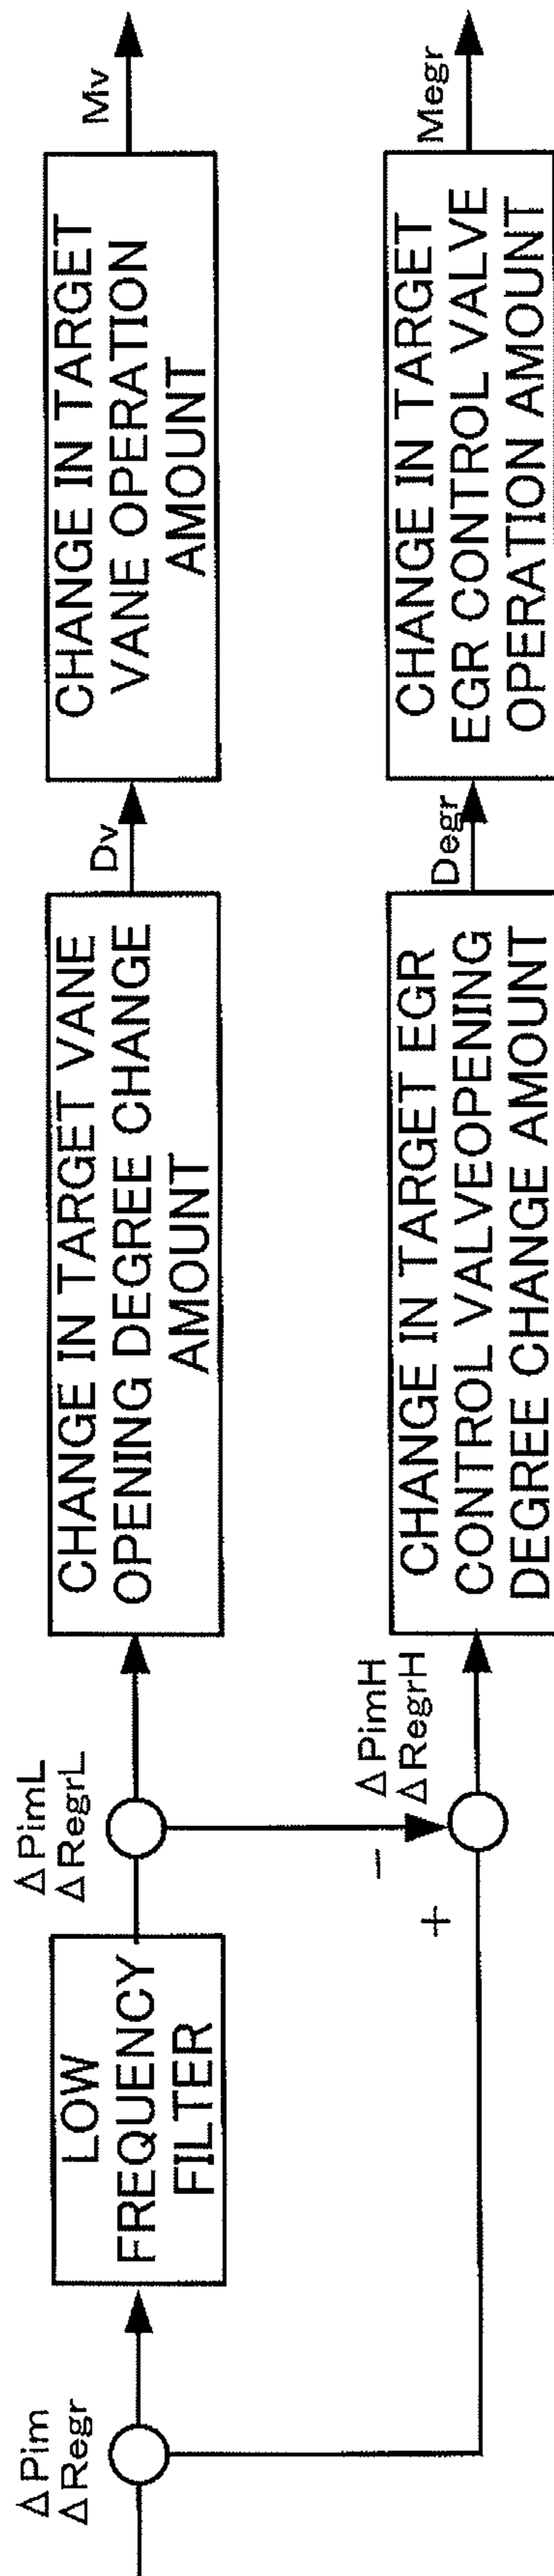 ΔPim
ΔRegr
LOW
FREQUENCY
FILTER
ΔPimL
ΔRegrL
CHANGE IN TARGET VANE
OPENING DEGREE CHANGE
AMOUNT
Dv
CHANGE IN TARGET
VANE OPERATION
AMOUNT
Mv
+
−
ΔPimH
ΔRegrH
CHANGE IN TARGET EGR
CONTROL VALVEOPENING
DEGREE CHANGE AMOUNT
Degr
CHANGE IN TARGET
EGR CONTROL VALVE
OPERATION AMOUNT
Megr